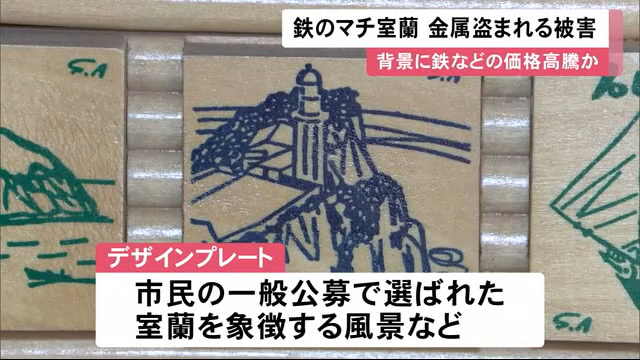 鉄のマチ室蘭 金属盗まれる被害
背景に鉄などの価格高騰か
S.A
S.A
デザインプレート
市民の一般公募で選ばれた
室蘭を象徴する風景など